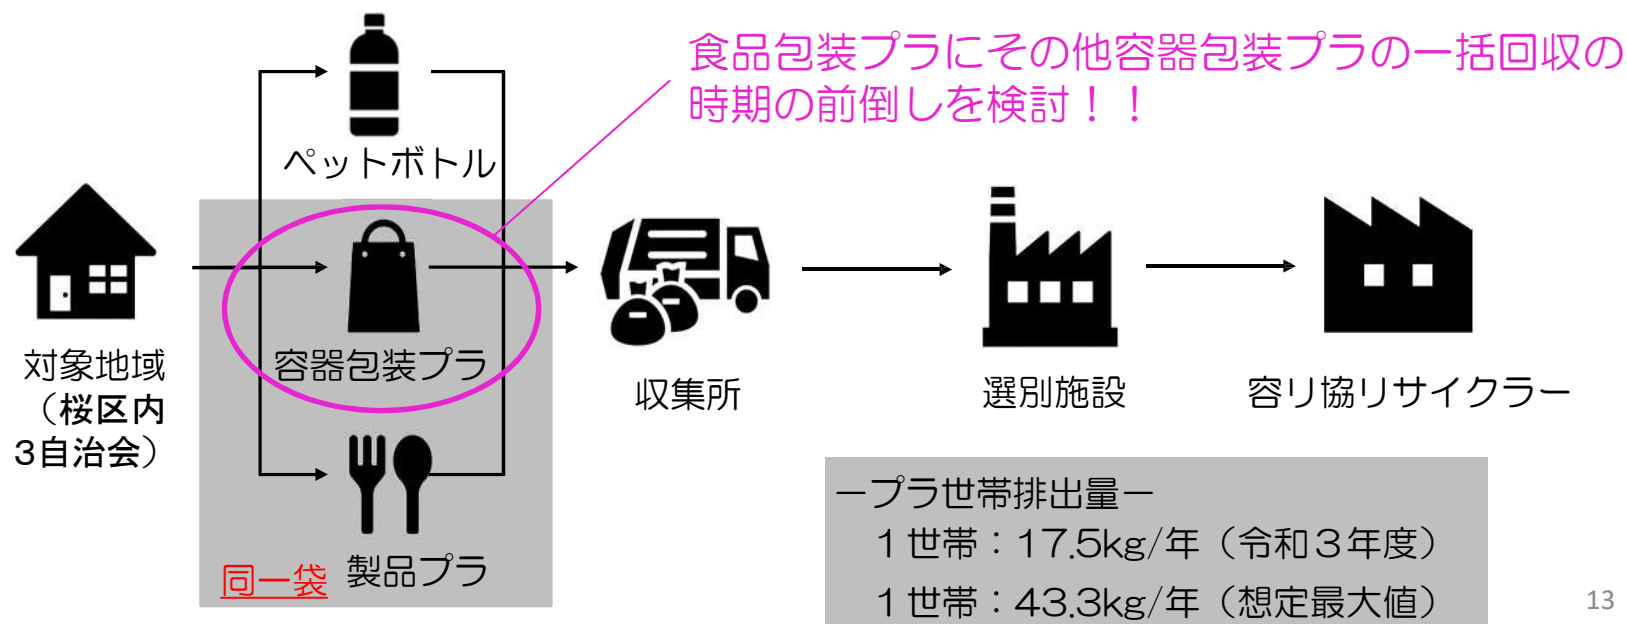 食品包装プラにその他容器包装プラの一括回収の
時期の前倒しを検討！！
ペットボトル
容器包装プラ
製品プラ
同一袋
対象地域
（桜区内
3自治会）
収集所
選別施設
容リ協リサイクラー
ープラ世帯排出量ー
１世帯：17.5kg/年（令和３年度）
１世帯：43.3kg/年（想定最大値）
13